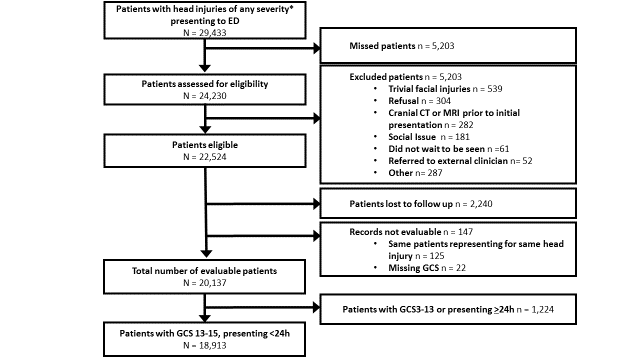 Patients with head injuries of any severity*
presenting to ED
N = 29,433
Missed patients n = 5,203
Patients assessed for eligibility
N = 24,230
Excluded patients n = 5,203
• Trivial facial injuries n = 539
• Refusal n = 304
• Cranial CT or MRI prior to initial
presentation n = 282
• Social Issue n = 181
• Did not wait to be seen n =61
• Referred to external clinician n= 52
• Other n= 287
Patients eligible
N = 22,524
Patients lost to follow up n = 2,240
Records not evaluable n = 147
• Same patients representing for same head
injury n = 125
• Missing GCS n = 22
Total number of evaluable patients
N = 20,137
Patients with GCS3-13 or presenting ≥24h n = 1,224
Patients with GCS 13-15, presenting <24h
N = 18,913